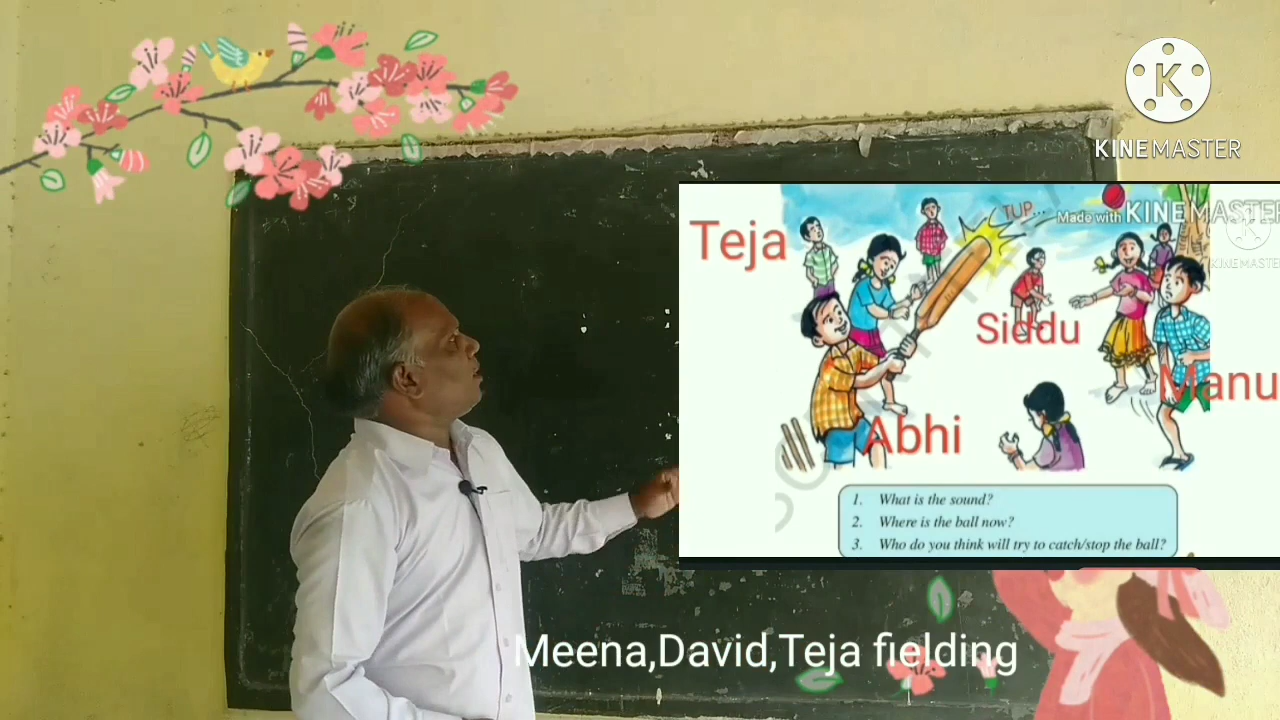 K
KINEMASTER
TUP...
Made with KINEMASTER
KINEMASTER
Teja
Siddu
Manu
Abhi
1. What is the sound?
2. Where is the ball now?
3. Who do you think will try to catch/stop the ball?
Meena,David,Teja fielding